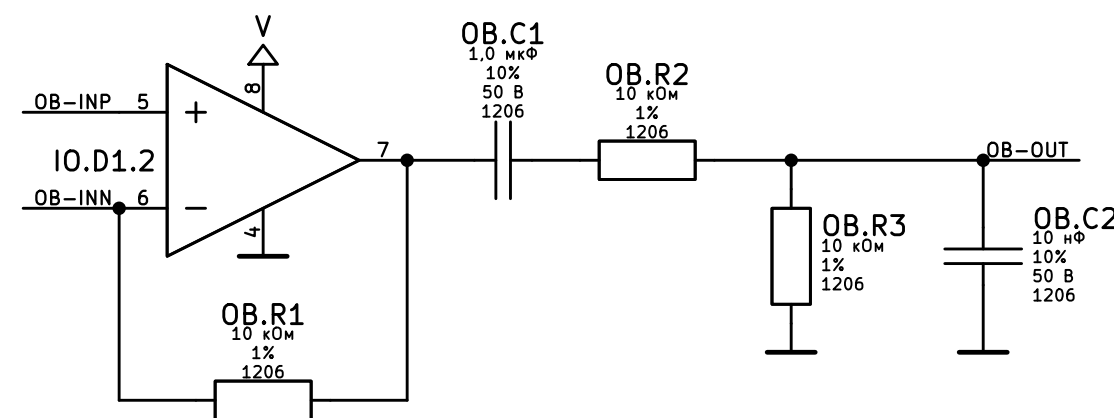 V
OB.C1
1,0 мкФ
10%
50 В
1206
OB.R2
10 кОм
1%
1206
8
OB-INP 5
+
IO.D1.2
7
OB-OUT
OB-INN 6
−
4
OB.R3
10 кОм
1%
1206
OB.C2
10 нФ
10%
50 В
1206
OB.R1
10 кОм
1%
1206